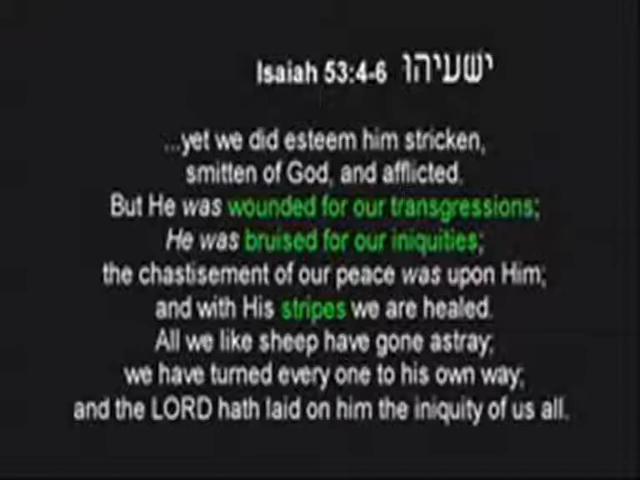 Isaiah 53:4-6 ישעיהו
...yet we did esteem him stricken,
smitten of God, and afflicted.
But He was wounded for our transgressions;
He was bruised for our iniquities;
the chastisement of our peace was upon Him;
and with His stripes we are healed.
All we like sheep have gone astray;
we have turned every one to his own way;
and the LORD hath laid on him the iniquity of us all.